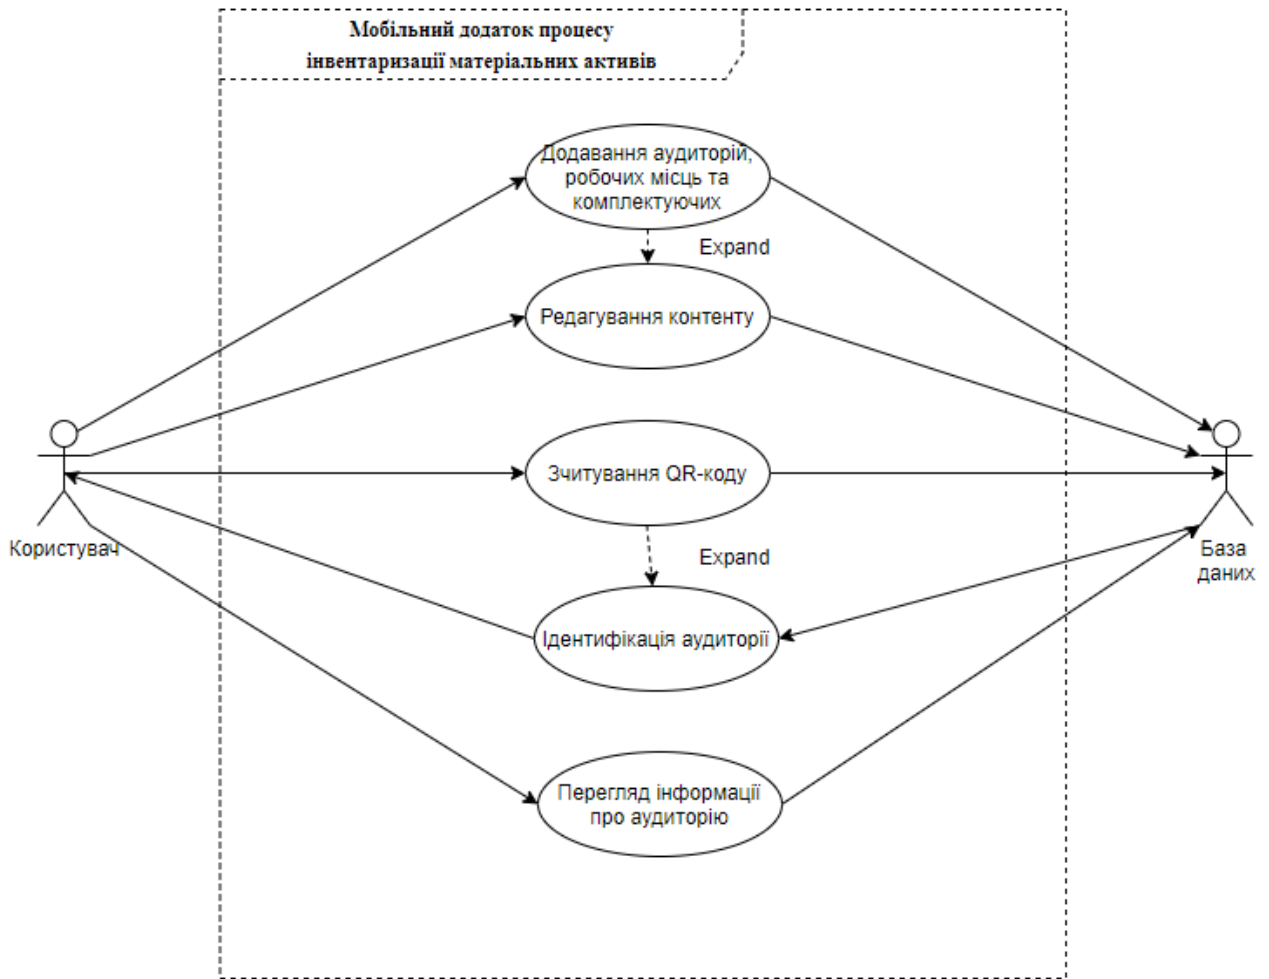 Мобільний додаток процесу
інвентаризації матеріальних активів
Додавання аудиторій,
робочих місць та
комплектуючих
Expand
Редагування контенту
Зчитування QR-коду
Користувач
База
даних
Expand
Ідентифікація аудиторії
Перегляд інформації
про аудиторію